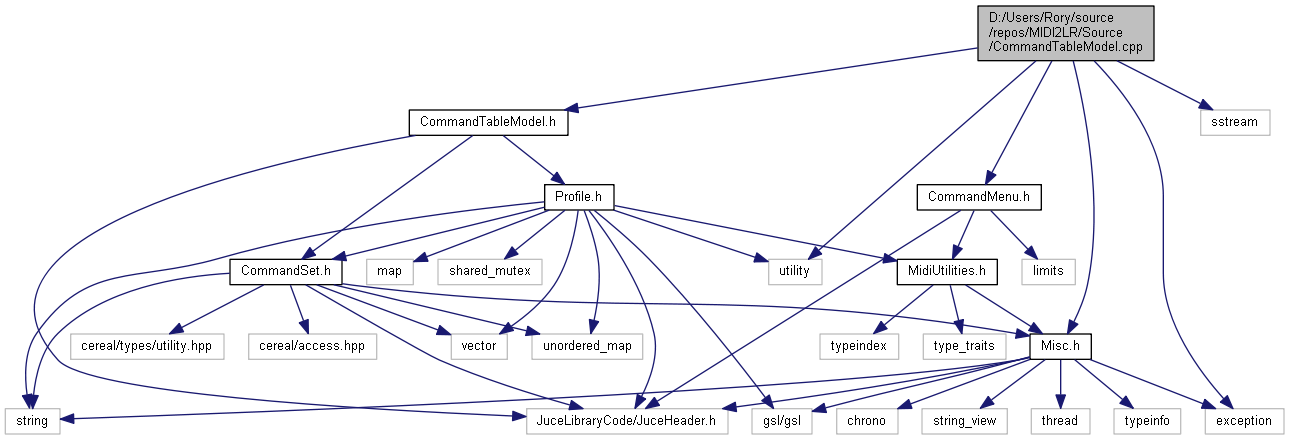 D:/Users/Rory/source
/repos/MIDI2LR/Source
/CommandTableModel.cpp
CommandTableModel.h
sstream
Profile.h
CommandMenu.h
CommandSet.h
map
shared_mutex
utility
MidiUtilities.h
limits
cereal/types/utility.hpp
cereal/access.hpp
vector
unordered_map
typeindex
type_traits
Misc.h
string
JuceLibraryCode/JuceHeader.h
gsl/gsl
chrono
string_view
thread
typeinfo
exception